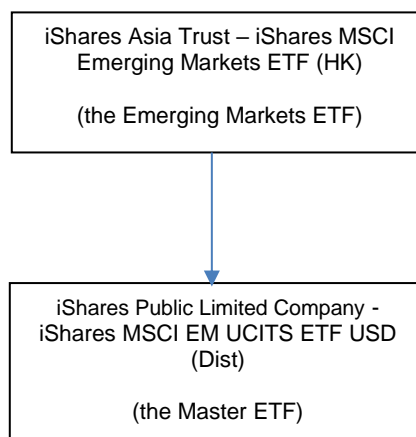 iShares Asia Trust – iShares MSCI
Emerging Markets ETF (HK)
(the Emerging Markets ETF)
iShares Public Limited Company -
iShares MSCI EM UCITS ETF USD
(Dist)
(the Master ETF)